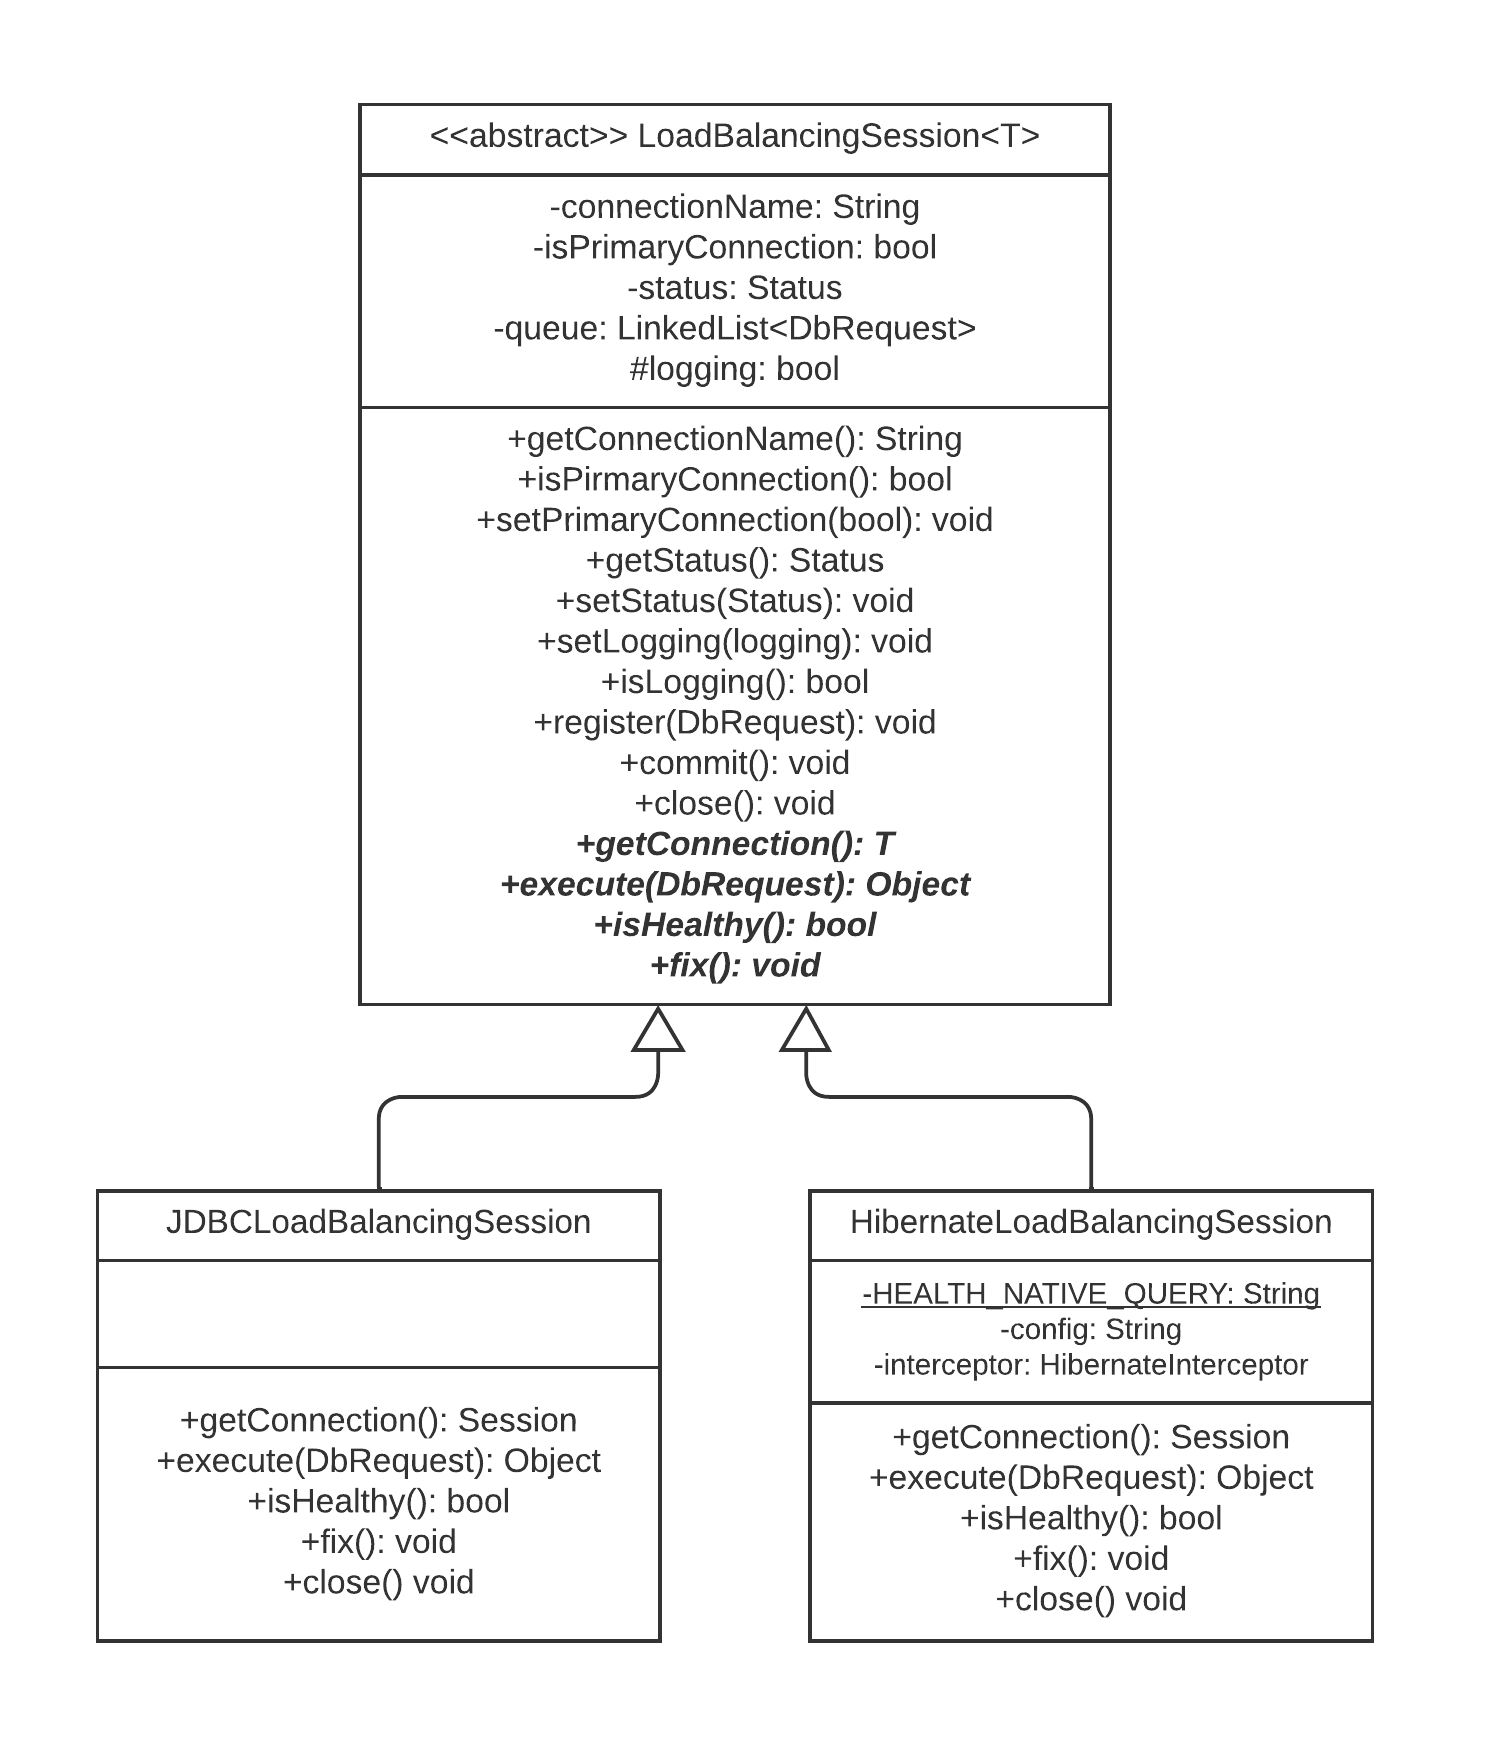 <<abstract>> LoadBalancingSession<T>
-connectionName: String
-isPrimaryConnection: bool
-status: Status
-queue: LinkedList<DbRequest>
#logging: bool
+getConnectionName(): String
+isPirmaryConnection(): bool
+setPrimaryConnection(bool): void
+getStatus(): Status
+setStatus(Status): void
+setLogging(logging): void
+isLogging(): bool
+register(DbRequest): void
+commit(): void
+close(): void
+getConnection(): T
+execute(DbRequest): Object
+isHealthy(): bool
+fix(): void
JDBCLoadBalancingSession
+getConnection(): Session
+execute(DbRequest): Object
+isHealthy(): bool
+fix(): void
+close() void
HibernateLoadBalancingSession
-HEALTH_NATIVE_QUERY: String
-config: String
-interceptor: HibernateInterceptor
+getConnection(): Session
+execute(DbRequest): Object
+isHealthy(): bool
+fix(): void
+close() void